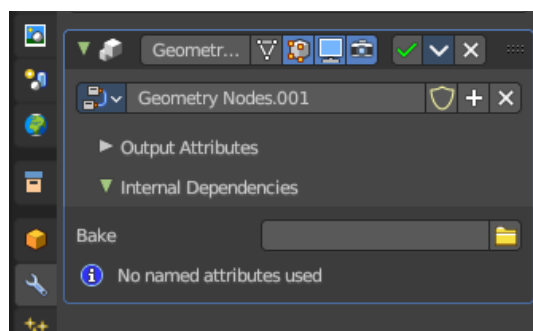 Geometr...
Geometry Nodes.001
Output Attributes
Internal Dependencies
Bake
No named attributes used